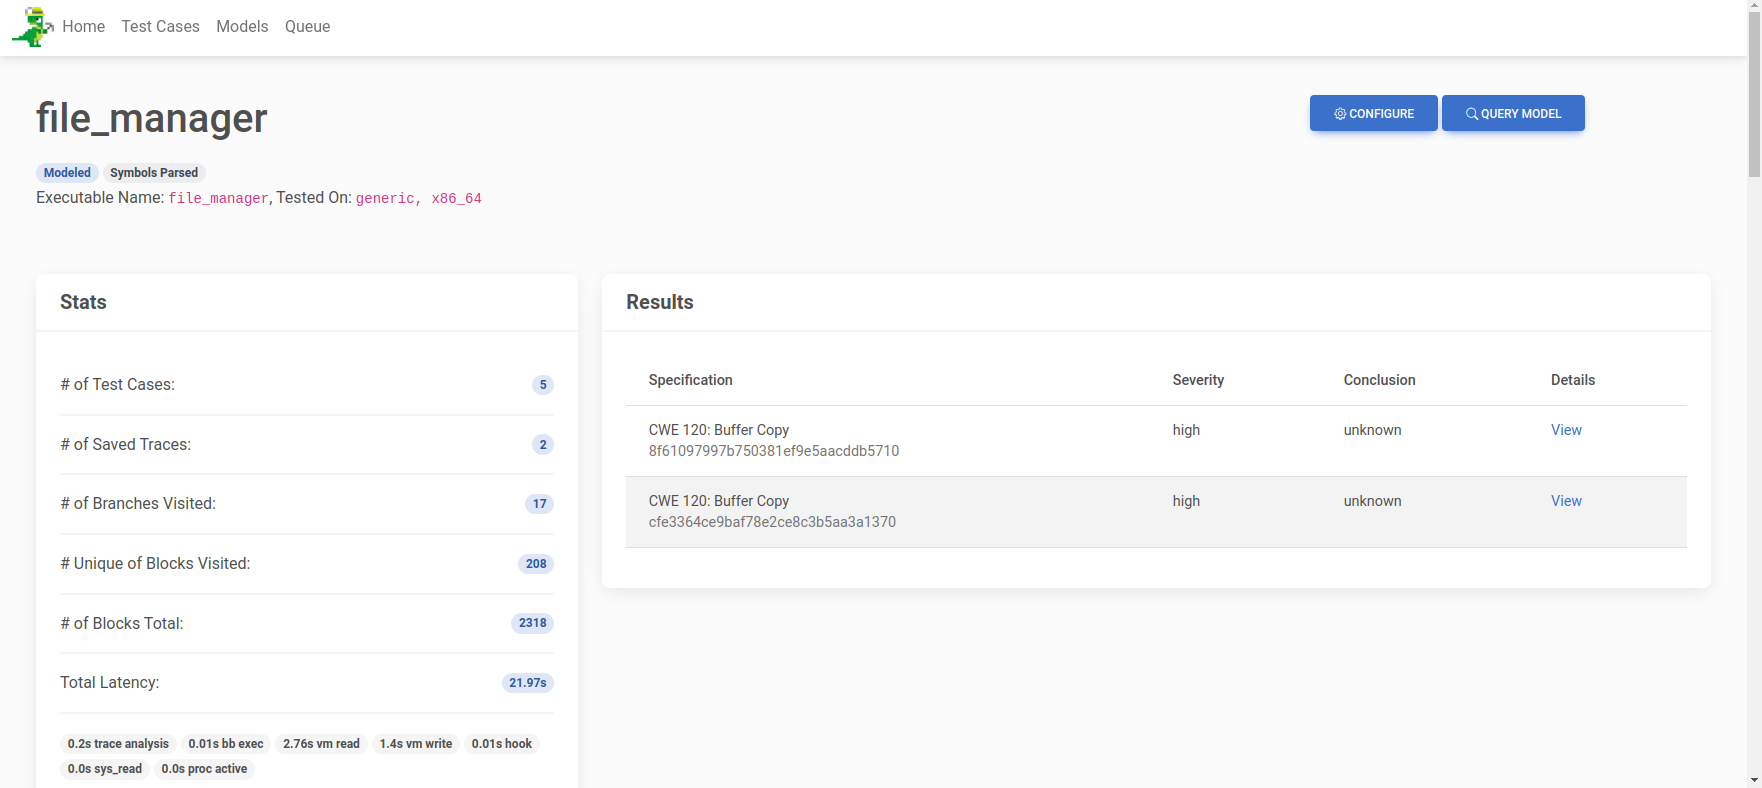 Home Test Cases Models Queue
file_manager
CONFIGURE QUERY MODEL
Modeled Symbols Parsed
Executable Name: file_manager, Tested On: generic, x86_64
Stats
# of Test Cases: 5
# of Saved Traces: 2
# of Branches Visited: 17
# Unique of Blocks Visited: 208
# of Blocks Total: 2318
Total Latency: 21.97s
0.2s trace analysis 0.01s bb exec 2.76s vm read 1.4s vm write 0.01s hook
0.0s sys_read 0.0s proc active
Results
Specification Severity Conclusion Details
CWE 120: Buffer Copy high unknown View
8f61097997b750381ef9e5aacddb5710
CWE 120: Buffer Copy high unknown View
cfe3364ce9baf78e2ce8c3b5aa3a1370